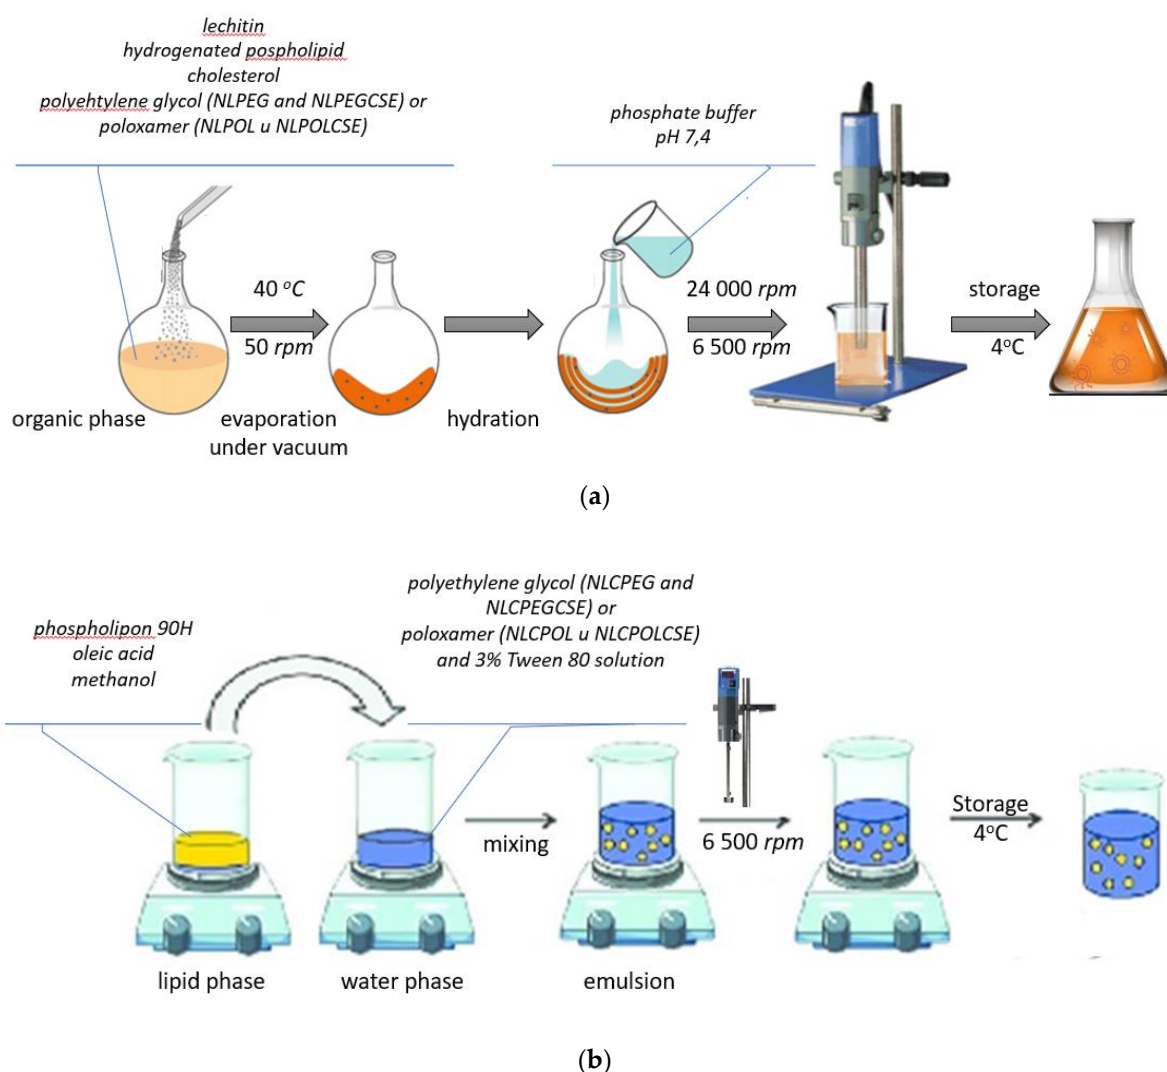 lechitin
hydrogenated pospholipid
cholesterol
polyehtylene glycol (NLPEG and NLPEGCSE) or
poloxamer (NLPOL u NLPOLCSE)
phosphate buffer
pH 7,4
40 °C
50 rpm
24 000 rpm
6 500 rpm
storage
4°C
organic phase
evaporation
under vacuum
hydration
(a)
phospholipon 90H
oleic acid
methanol
polyethylene glycol (NLCPEG and
NLCPEGCSE) or
poloxamer (NLCPOL u NLCPOLCSE)
and 3% Tween 80 solution
mixing
6 500 rpm
Storage
4°C
lipid phase
water phase
emulsion
(b)